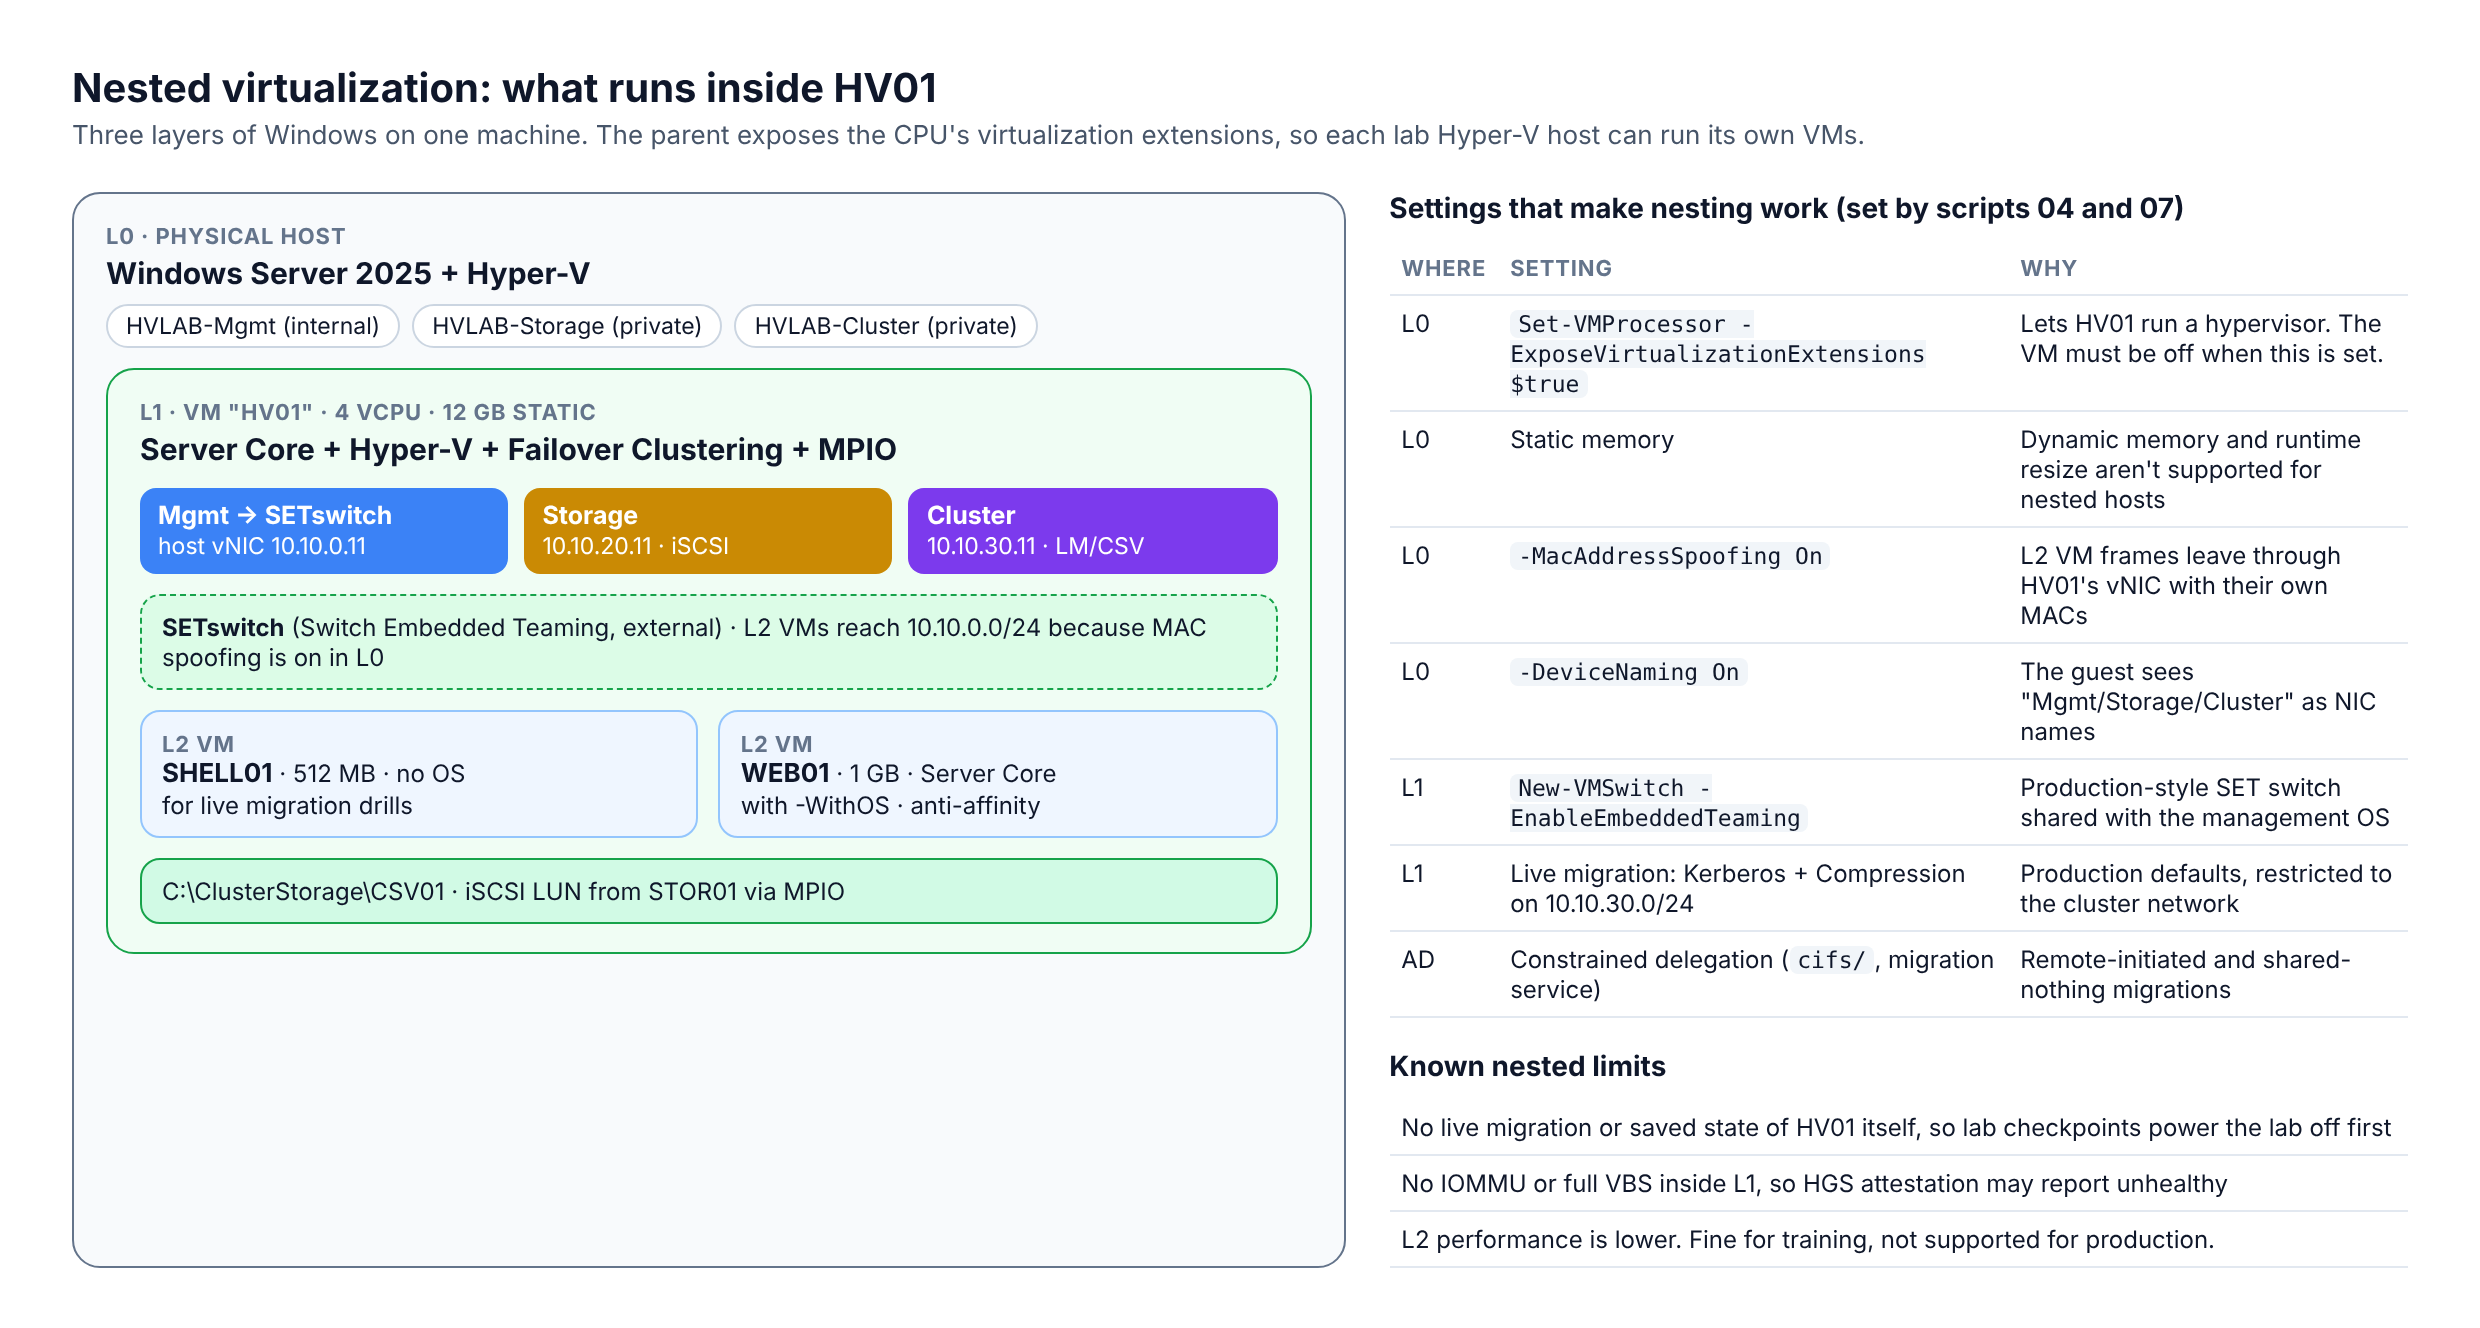 Nested virtualization: what runs inside HV01
Three layers of Windows on one machine. The parent exposes the CPU's virtualization extensions, so each lab Hyper-V host can run its own VMs.
L0 · PHYSICAL HOST
Windows Server 2025 + Hyper-V
HVLAB-Mgmt (internal)
HVLAB-Storage (private)
HVLAB-Cluster (private)
L1 · VM "HV01" · 4 VCPU · 12 GB STATIC
Server Core + Hyper-V + Failover Clustering + MPIO
Mgmt → SETswitch
host vNIC 10.10.0.11
Storage
10.10.20.11 · iSCSI
Cluster
10.10.30.11 · LM/CSV
SETswitch (Switch Embedded Teaming, external) · L2 VMs reach 10.10.0.0/24 because MAC
spoofing is on in L0
L2 VM
SHELL01 · 512 MB · no OS
for live migration drills
L2 VM
WEB01 · 1 GB · Server Core
with -WithOS · anti-affinity
C:\ClusterStorage\CSV01 · iSCSI LUN from STOR01 via MPIO
Settings that make nesting work (set by scripts 04 and 07)
WHERE SETTING WHY
L0
Set-VMProcessor -
ExposeVirtualizationExtensions
$true
Lets HV01 run a hypervisor. The
VM must be off when this is set.
L0
Static memory
Dynamic memory and runtime
resize aren't supported for
nested hosts
L0
-MacAddressSpoofing On
L2 VM frames leave through
HV01's vNIC with their own
MACs
L0
-DeviceNaming On
The guest sees
"Mgmt/Storage/Cluster" as NIC
names
L1
New-VMSwitch -
EnableEmbeddedTeaming
Production-style SET switch
shared with the management OS
L1
Live migration: Kerberos + Compression
on 10.10.30.0/24
Production defaults, restricted to
the cluster network
AD
Constrained delegation (cifs/, migration
service)
Remote-initiated and shared-
nothing migrations
Known nested limits
No live migration or saved state of HV01 itself, so lab checkpoints power the lab off first
No IOMMU or full VBS inside L1, so HGS attestation may report unhealthy
L2 performance is lower. Fine for training, not supported for production.